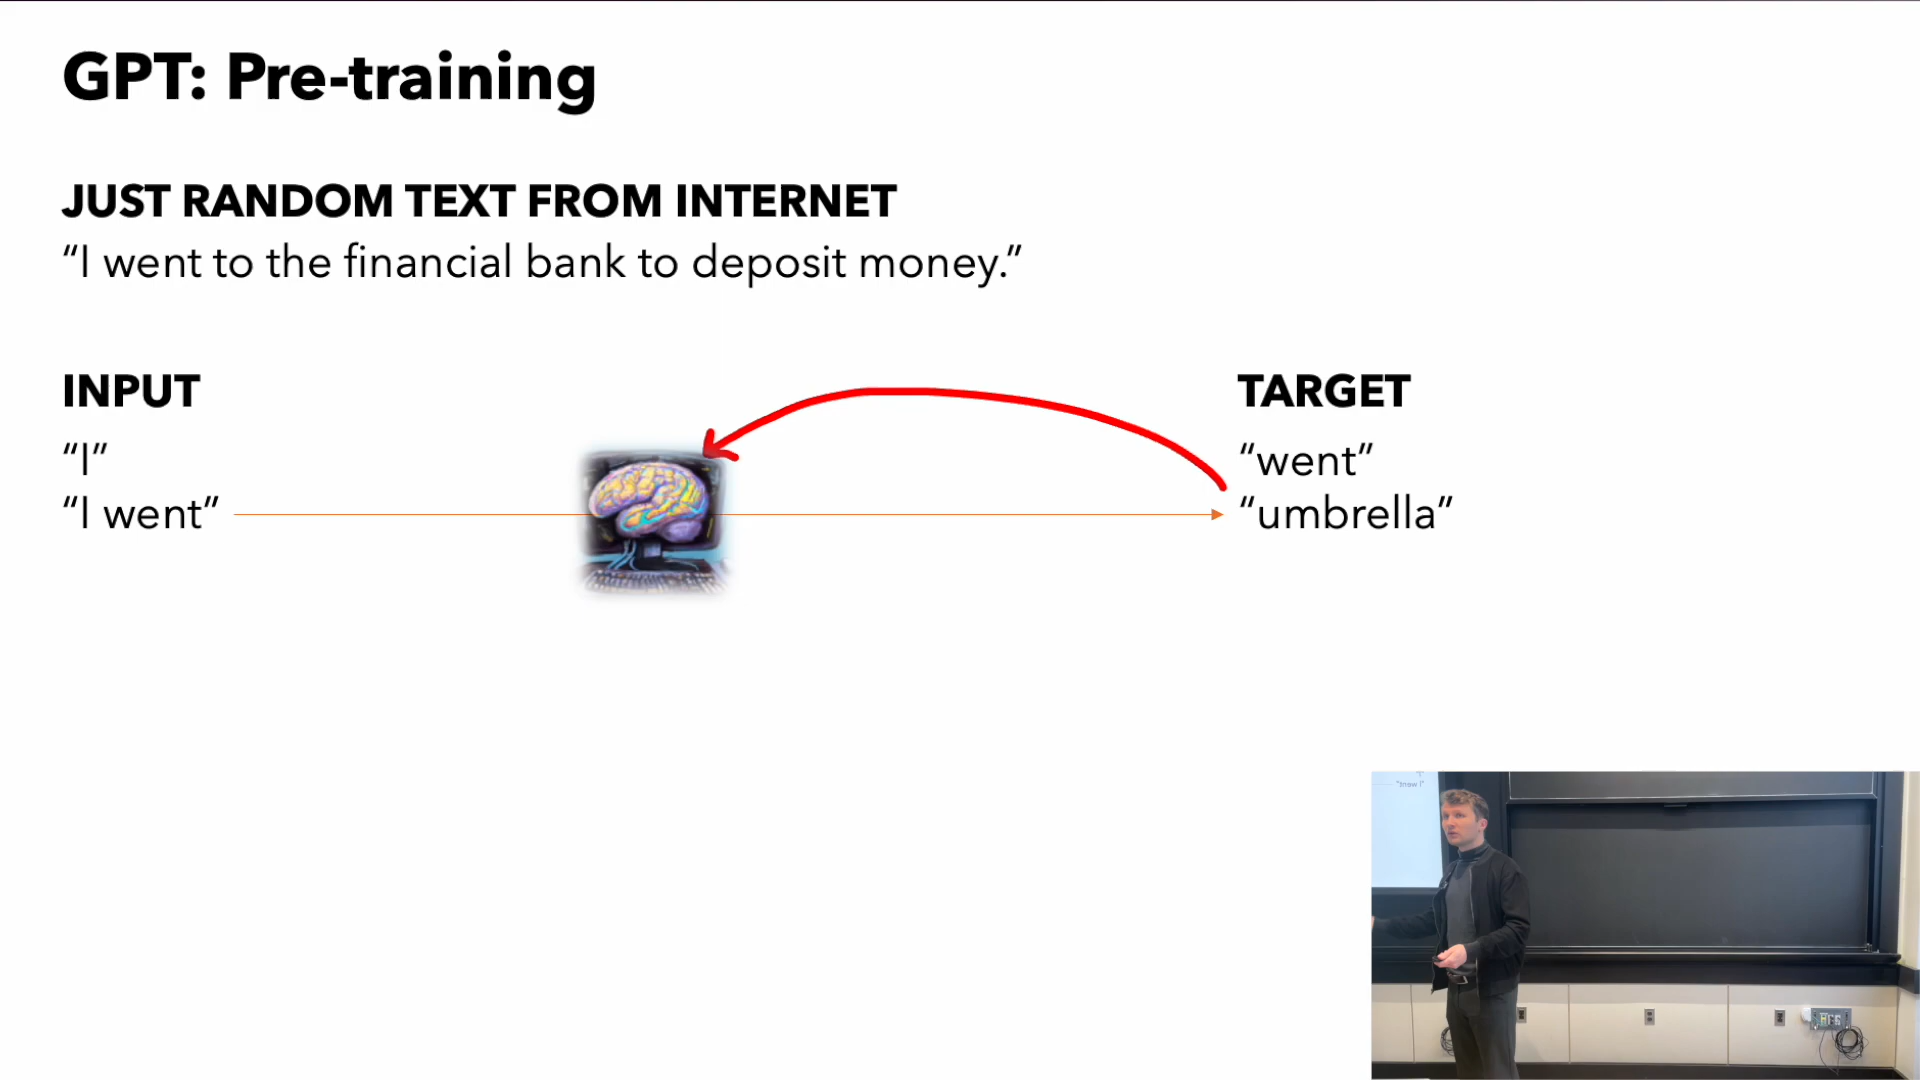 GPT: Pre-training
JUST RANDOM TEXT FROM INTERNET
“I went to the financial bank to deposit money.”
INPUT
TARGET
“I”
“went”
“I went”
“umbrella”